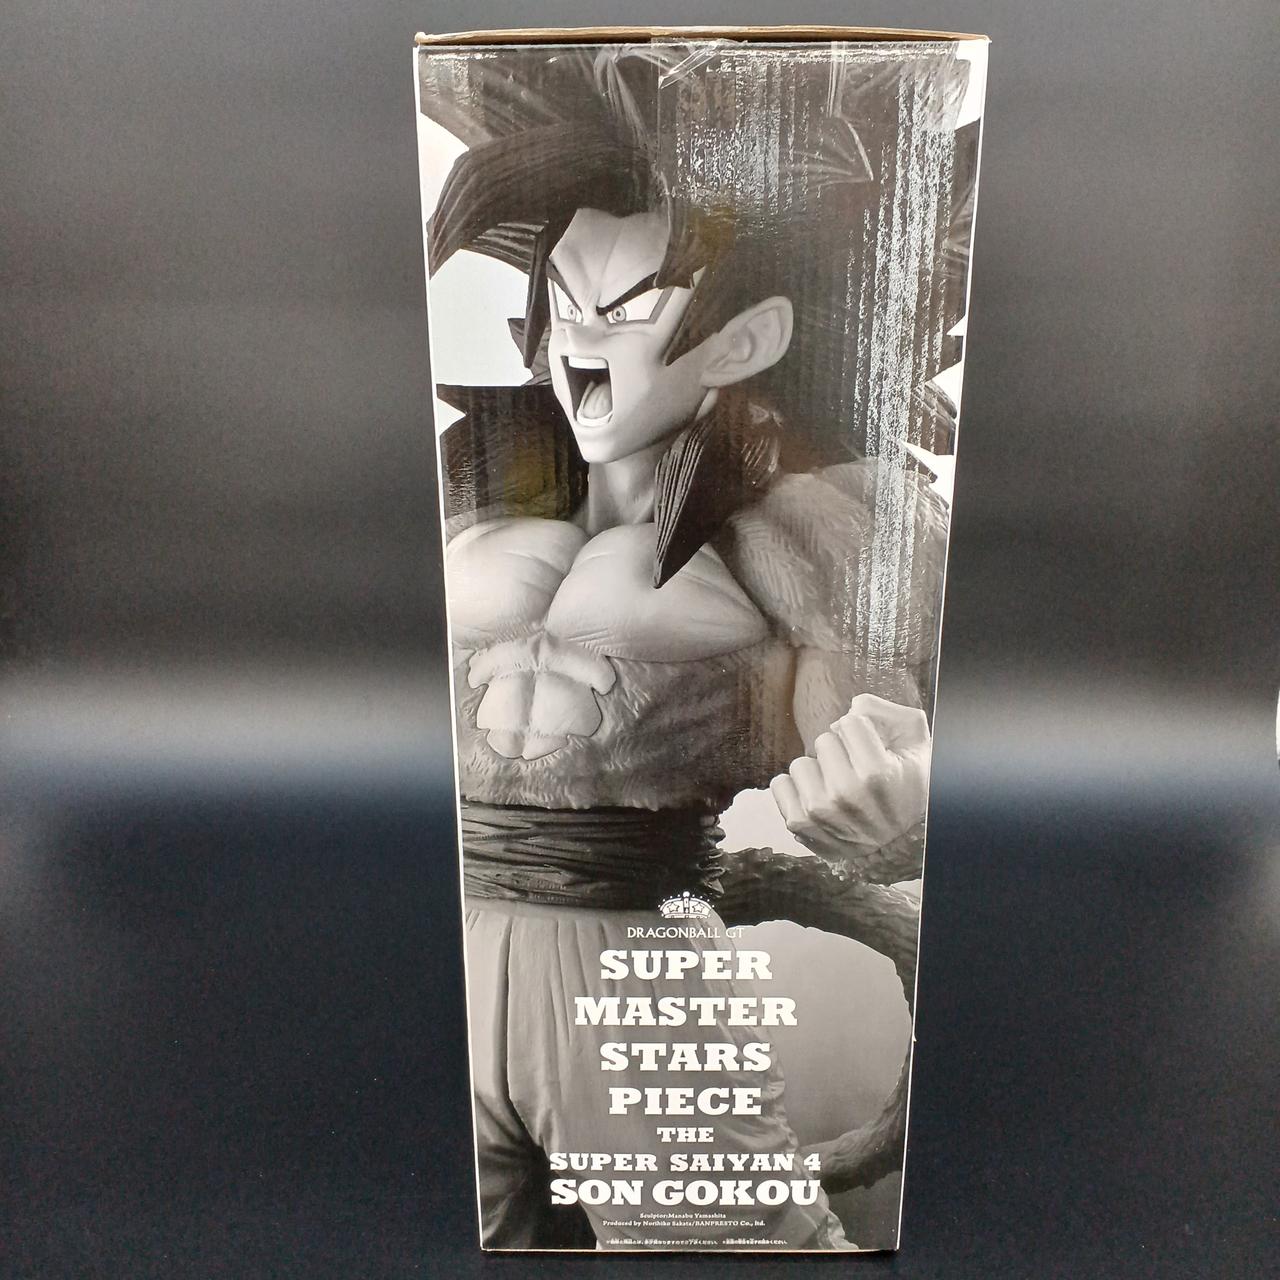 DRAGONBALL GT
SUPER
MASTER
STARS
PIECE
THE
SUPER SAIYAN 4
SON GOKOU
Sculptor:Manabu Yamashita
Produced by Norihiko Sakata/BANPRESTO Co., ltd.